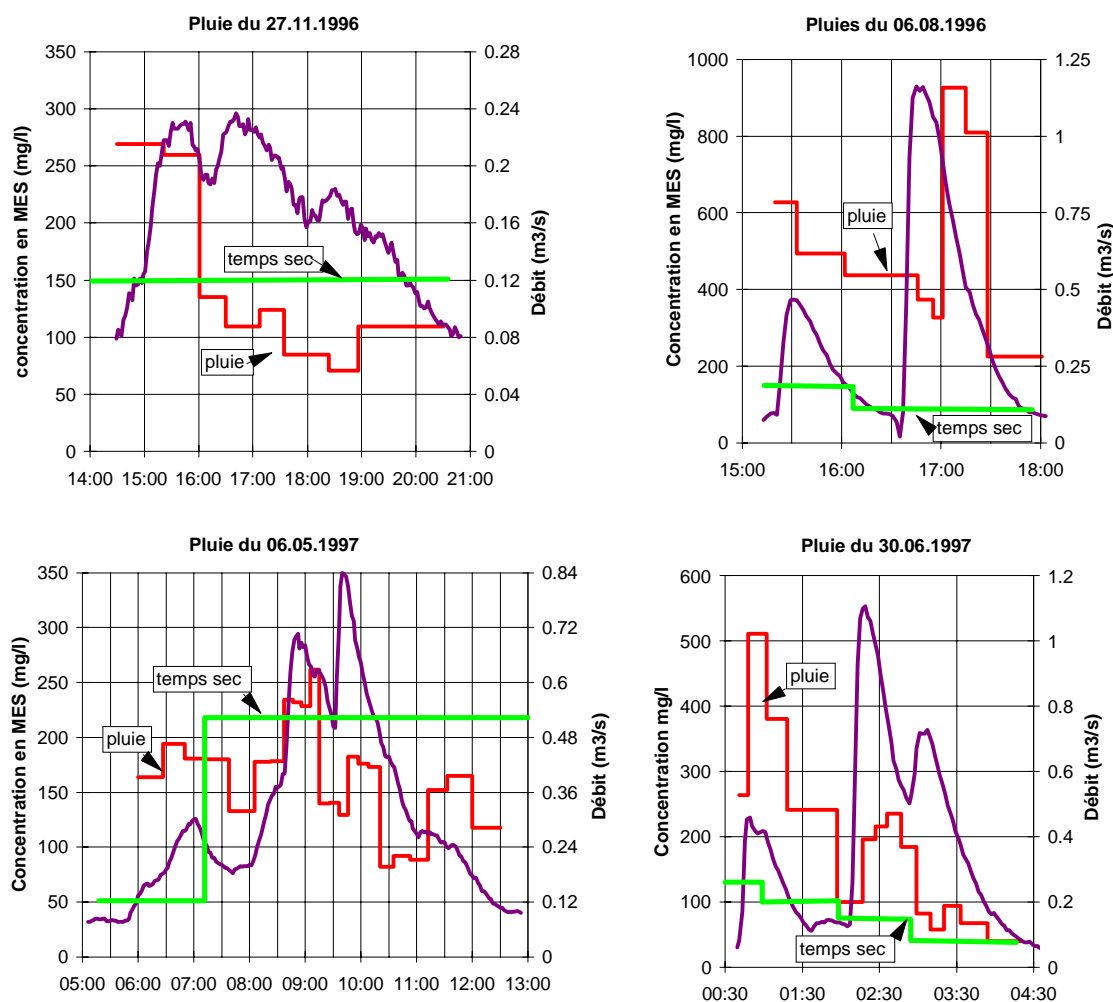 Pluie du 27.11.1996
concentration en MES (mg/l)
350
300
250
200
150
100
50
0
0.28
0.24
0.2
0.16
0.12
0.08
0.04
0
Débit (m3/s)
temps sec
pluie
14:00 15:00 16:00 17:00 18:00 19:00 20:00 21:00
Pluies du 06.08.1996
Concentration en MES (mg/l)
1000
800
600
400
200
0
1.25
1
0.75
0.5
0.25
0
Débit (m3/s)
pluie
temps sec
15:00 16:00 17:00 18:00
Pluie du 06.05.1997
Concentration en MES (mg/l)
350
300
250
200
150
100
50
0
0.84
0.72
0.6
0.48
0.36
0.24
0.12
0
Débit (m3/s)
temps sec
pluie
05:00 06:00 07:00 08:00 09:00 10:00 11:00 12:00 13:00
Pluie du 30.06.1997
Concentration mg/l
600
500
400
300
200
100
0
1.2
1
0.8
0.6
0.4
0.2
0
Débit (m3/s)
pluie
temps sec
00:30 01:30 02:30 03:30 04:30